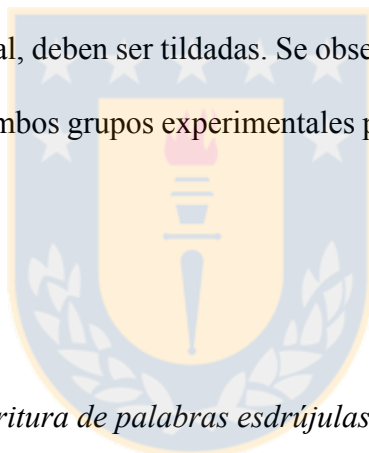 al, deben ser tildadas. Se obse
mbos grupos experimentales p
ritura de palabras esdrújulas